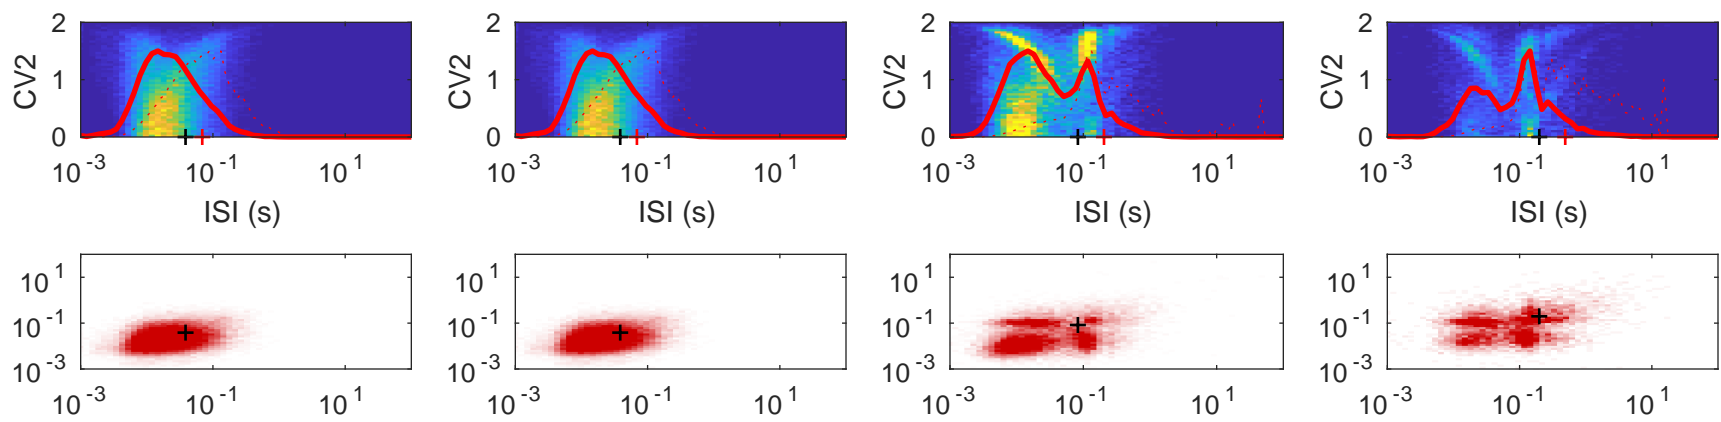 2 2 2 2
CV2 1 CV2 1 CV2 1 CV2 1
0 0 0 0
10^-3 10^-1 10^1 10^-3 10^-1 10^1 10^-3 10^-1 10^1 10^-3 10^-1 10^1
ISI (s) ISI (s) ISI (s) ISI (s)
10^1 10^1 10^1 10^1
10^-1 10^-1 10^-1 10^-1
10^-3 10^-3 10^-3 10^-3
10^-3 10^-1 10^1 10^-3 10^-1 10^1 10^-3 10^-1 10^1 10^-3 10^-1 10^1